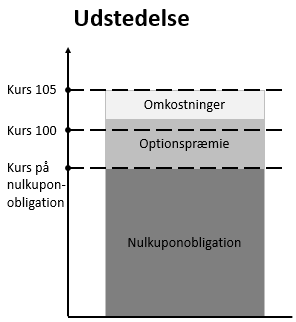 Udstedelse
Kurs 105
Omkostninger
Kurs 100
Optionspræmie
Kurs på
nulkupon-
obligation
Nulkuponobligation